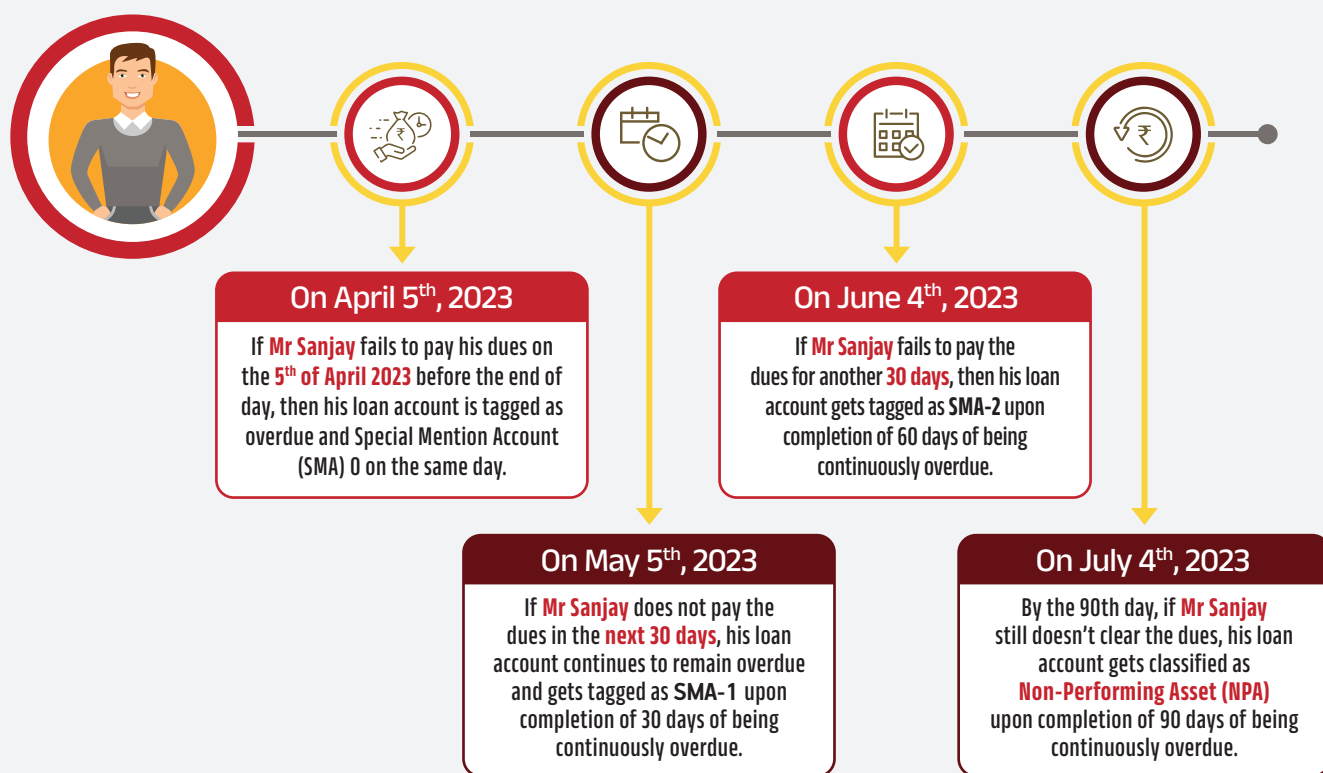 On April 5th, 2023
If Mr Sanjay fails to pay his dues on
the 5th of April 2023 before the end of
day, then his loan account is tagged as
overdue and Special Mention Account
(SMA) 0 on the same day.
On May 5th, 2023
If Mr Sanjay does not pay the
dues in the next 30 days, his loan
account continues to remain overdue
and gets tagged as SMA-1 upon
completion of 30 days of being
continuously overdue.
On June 4th, 2023
If Mr Sanjay fails to pay the
dues for another 30 days, then his loan
account gets tagged as SMA-2 upon
completion of 60 days of being
continuously overdue.
On July 4th, 2023
By the 90th day, if Mr Sanjay
still doesn't clear the dues, his loan
account gets classified as
Non-Performing Asset (NPA)
upon completion of 90 days of being
continuously overdue.